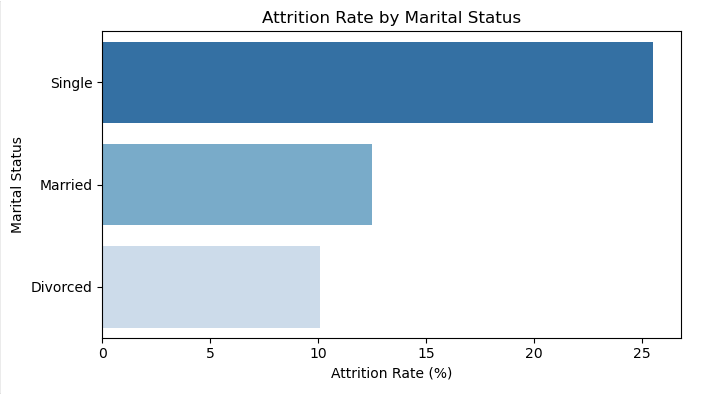 Attrition Rate by Marital Status
Single
Married
Divorced
Marital Status
0 5 10 15 20 25
Attrition Rate (%)